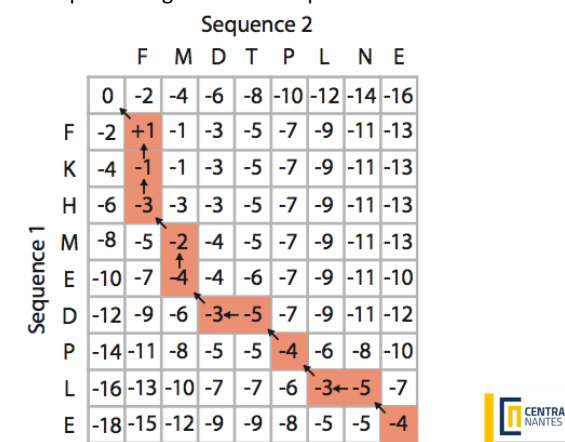 Sequence 2
F M D T P L N E
0 -2 -4 -6 -8 -10 -12 -14 -16
F -2 +1 -1 -3 -5 -7 -9 -11 -13
K -4 -1 -1 -3 -5 -7 -9 -11 -13
H -6 -3 -3 -3 -5 -7 -9 -11 -13
M -8 -5 -2 -4 -5 -7 -9 -11 -13
E -10 -7 -4 -4 -6 -7 -9 -11 -10
D -12 -9 -6 -3 -5 -7 -9 -11 -12
P -14 -11 -8 -5 -5 -4 -6 -8 -10
L -16 -13 -10 -7 -7 -6 -3 -5 -7
E -18 -15 -12 -9 -9 -8 -5 -5 -4
Sequence 1
CENTRA
NANTES